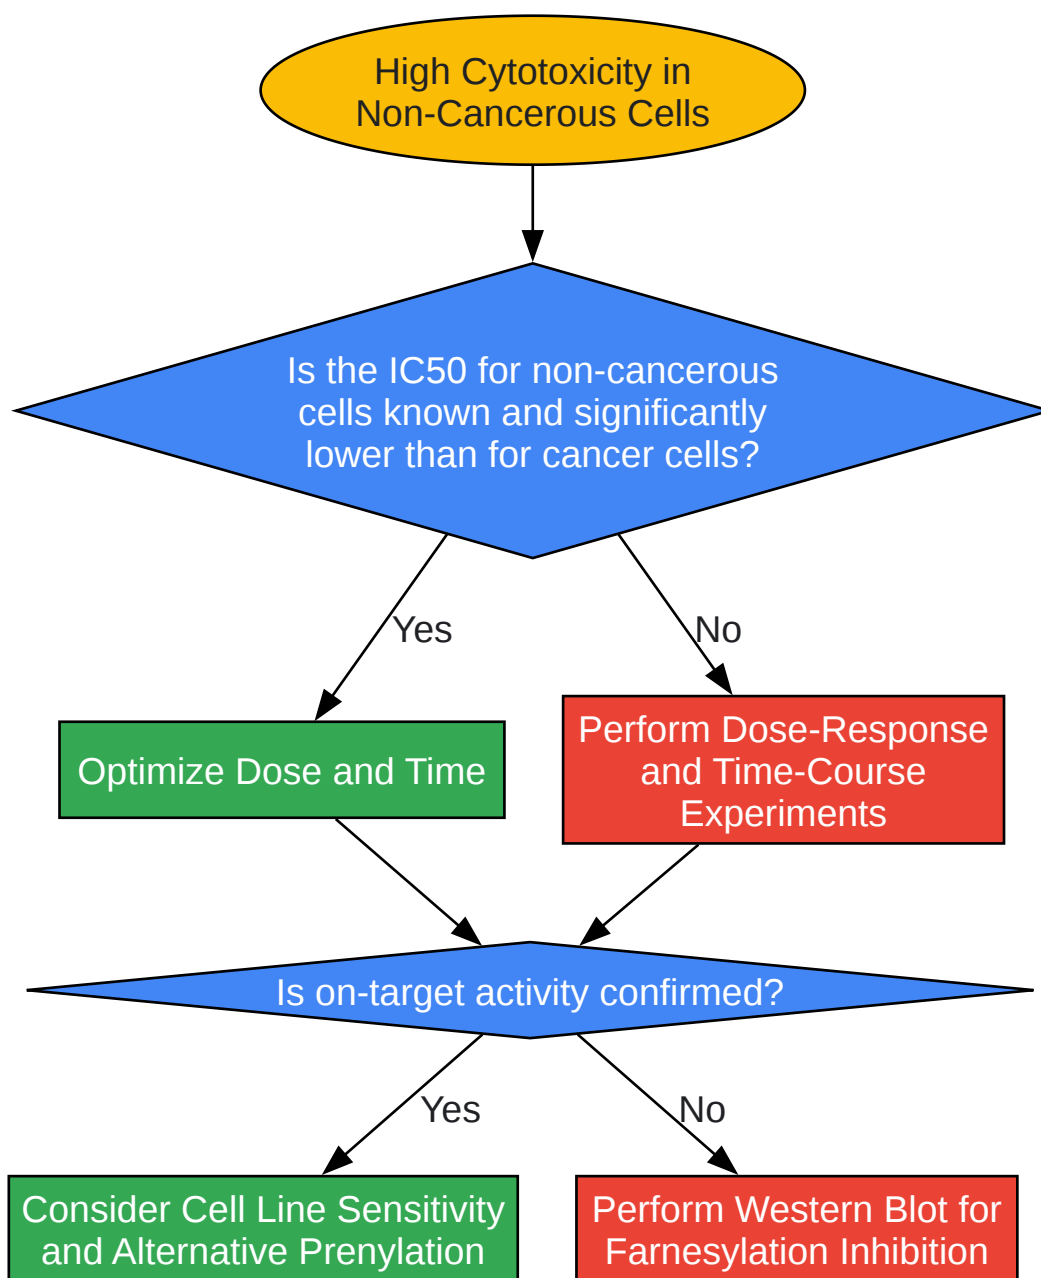 High Cytotoxicity in
Non-Cancerous Cells
Is the IC50 for non-cancerous
cells known and significantly
lower than for cancer cells?
Yes
No
Optimize Dose and Time
Perform Dose-Response
and Time-Course
Experiments
Is on-target activity confirmed?
Yes
No
Consider Cell Line Sensitivity
and Alternative Prenylation
Perform Western Blot for
Farnesylation Inhibition